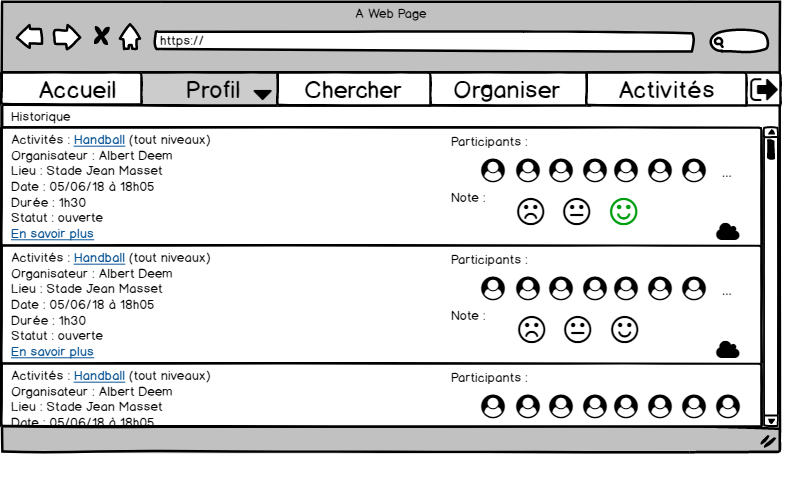 A Web Page
https://
Accueil Profil Chercher Organiser Activités
Historique
Activités : Handball (tout niveaux)
Organisateur : Albert Deem
Lieu : Stade Jean Masset
Date : 05/06/18 à 18h05
Durée : 1h30
Statut : ouverte
En savoir plus
Participants :
...
Note :
Activités : Handball (tout niveaux)
Organisateur : Albert Deem
Lieu : Stade Jean Masset
Date : 05/06/18 à 18h05
Durée : 1h30
Statut : ouverte
En savoir plus
Participants :
...
Note :
Activités : Handball (tout niveaux)
Organisateur : Albert Deem
Lieu : Stade Jean Masset
Date : 05/06/18 à 18h05
Participants :